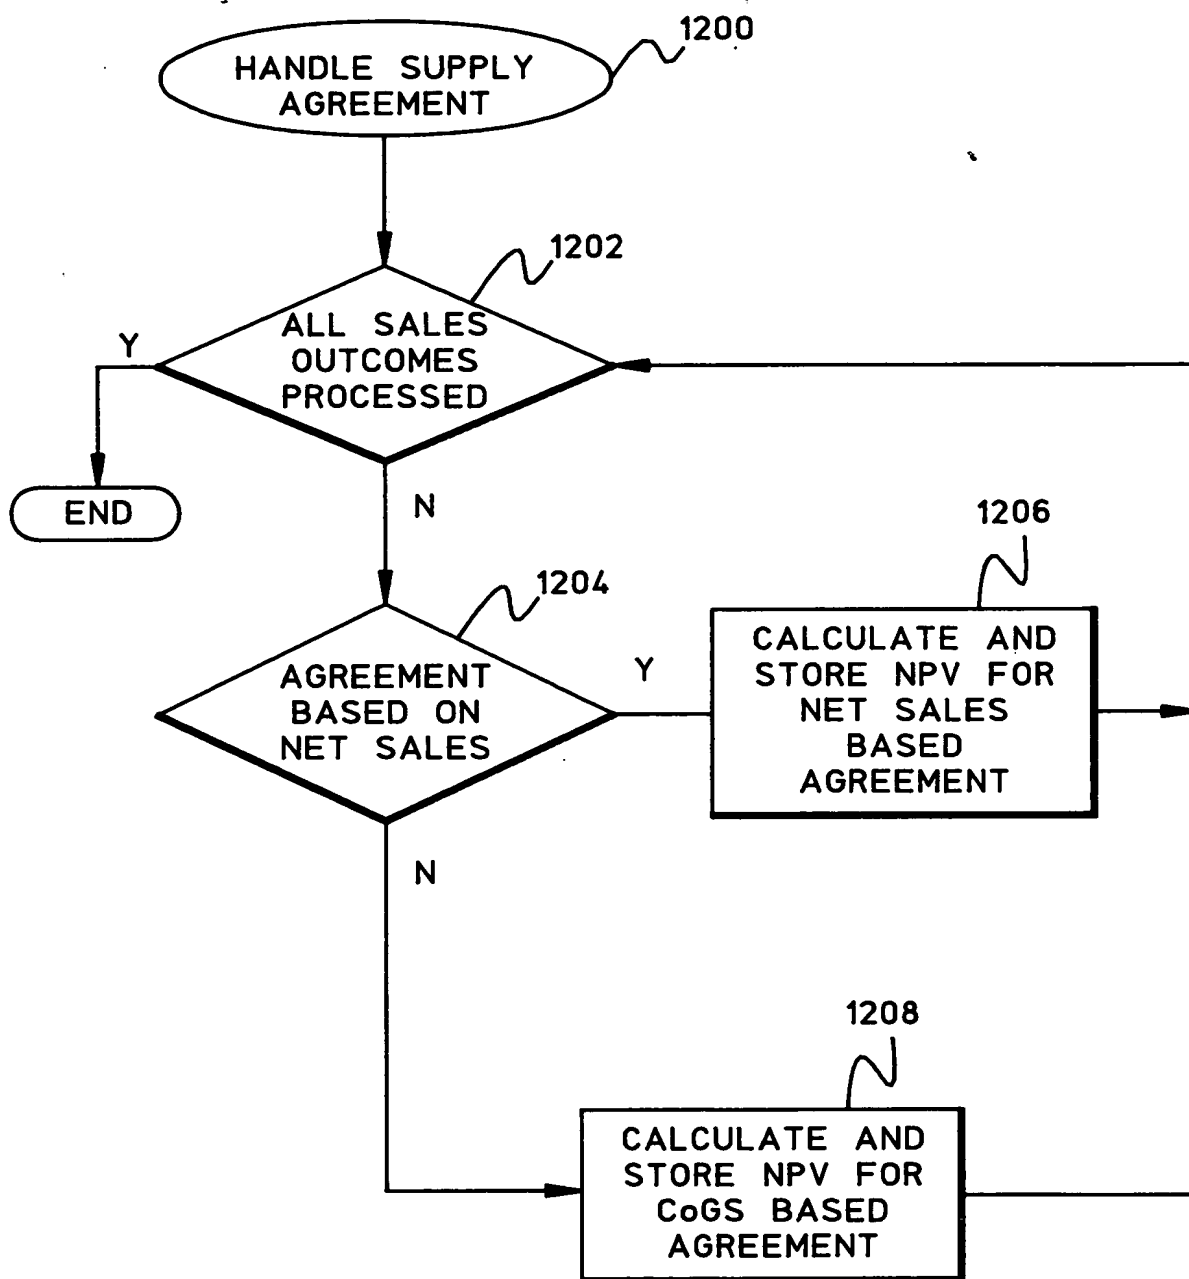 1200
HANDLE SUPPLY
AGREEMENT
1202
ALL SALES
OUTCOMES
PROCESSED
Y
END
N
1204
AGREEMENT
BASED ON
NET SALES
Y
1206
CALCULATE AND
STORE NPV FOR
NET SALES
BASED
AGREEMENT
N
1208
CALCULATE AND
STORE NPV FOR
CoGS BASED
AGREEMENT